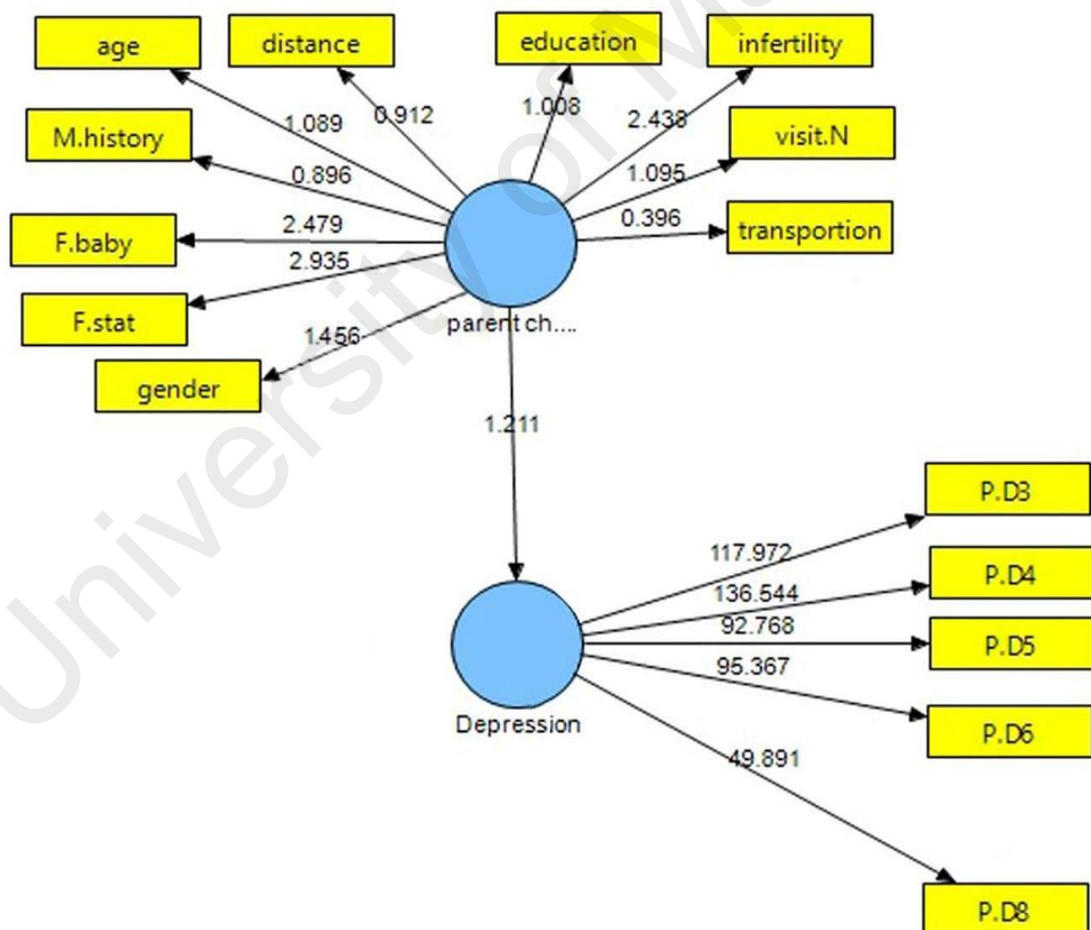 age
distance
education
infertility
1.089
0.912
1.008
2.438
M.history
visit.N
0.896
1.095
F.baby
2.479
0.396
transportion
F.stat
2.935
parent ch....
gender
1.456
1.211
Depression
117.972
P.D3
136.544
P.D4
92.768
P.D5
95.367
P.D6
49.891
P.D8
University of M